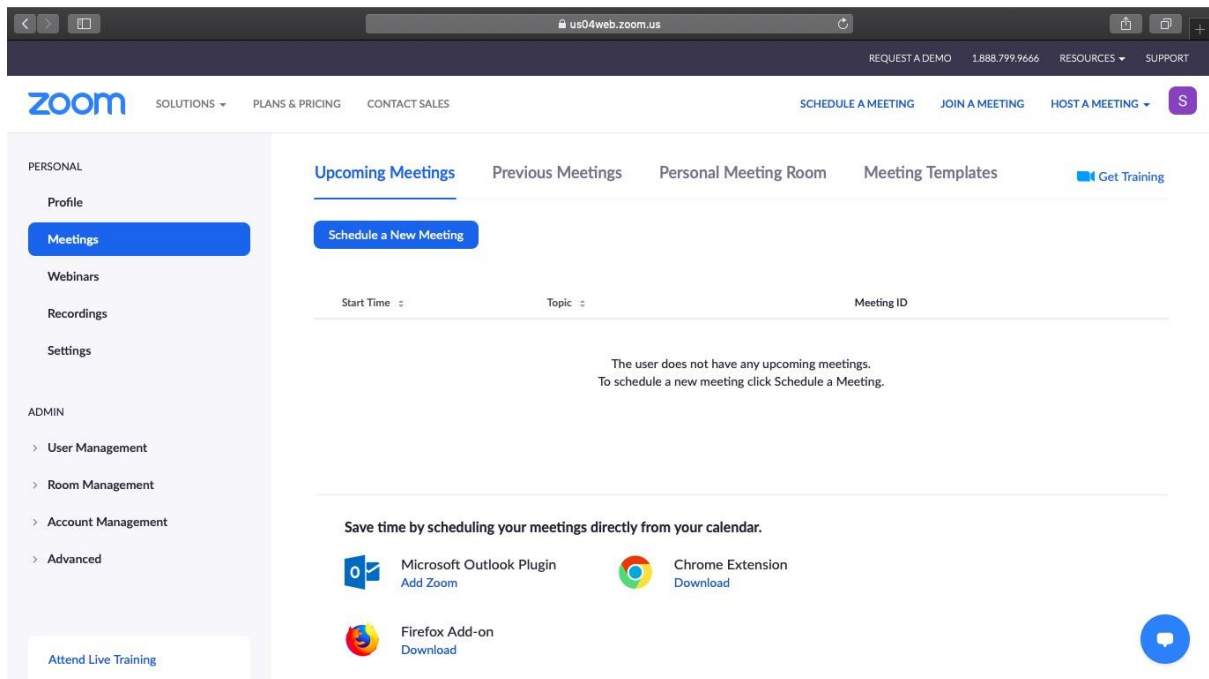 us04web.zoom.us
REQUEST A DEMO 1.888.799.9666 RESOURCES SUPPORT
zoom SOLUTIONS PLANS & PRICING CONTACT SALES SCHEDULE A MEETING JOIN A MEETING HOST A MEETING S
PERSONAL
Profile
Meetings
Webinars
Recordings
Settings
ADMIN
User Management
Room Management
Account Management
Advanced
Attend Live Training
Upcoming Meetings Previous Meetings Personal Meeting Room Meeting Templates Get Training
Schedule a New Meeting
Start Time Topic Meeting ID
The user does not have any upcoming meetings.
To schedule a new meeting click Schedule a Meeting.
Save time by scheduling your meetings directly from your calendar.
Microsoft Outlook Plugin
Add Zoom
Chrome Extension
Download
Firefox Add-on
Download